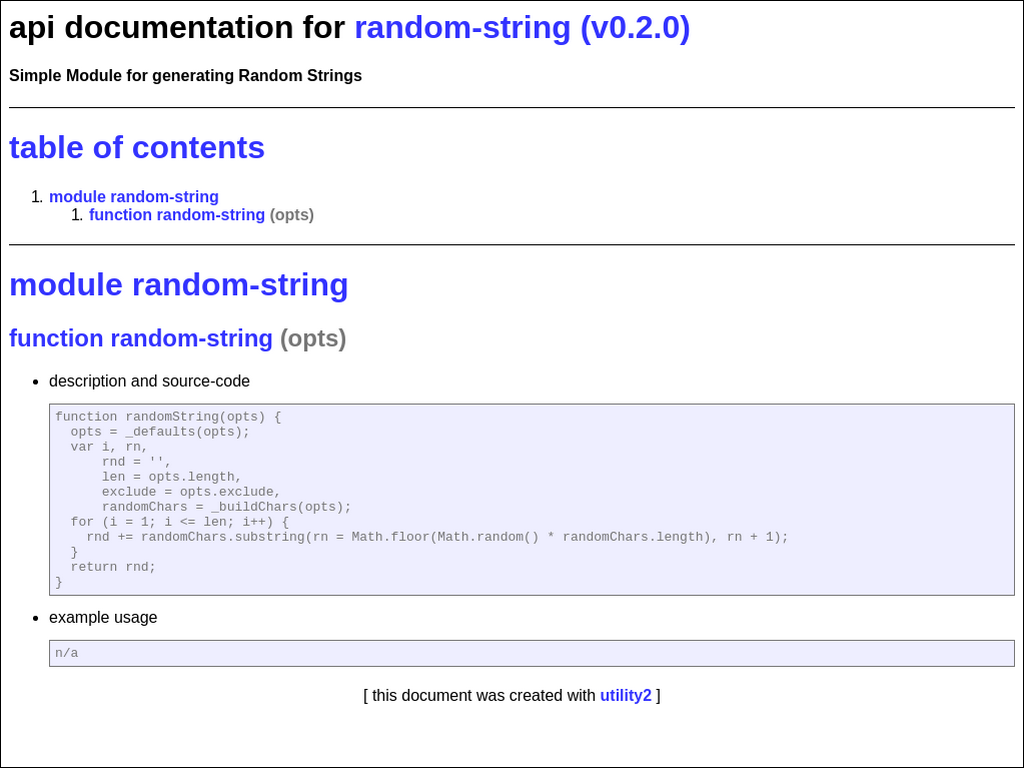 api documentation for random-string (v0.2.0)
Simple Module for generating Random Strings
table of contents
1. module random-string
1. function random-string (opts)
module random-string
function random-string (opts)
• description and source-code
function randomString(opts) {
  opts = _defaults(opts);
  var i, rn,
      rnd = '',
      len = opts.length,
      exclude = opts.exclude,
      randomChars = _buildChars(opts);
  for (i = 1; i <= len; i++) {
    rnd += randomChars.substring(rn = Math.floor(Math.random() * randomChars.length), rn + 1);
  }
  return rnd;
}
• example usage
n/a
[ this document was created with utility2 ]